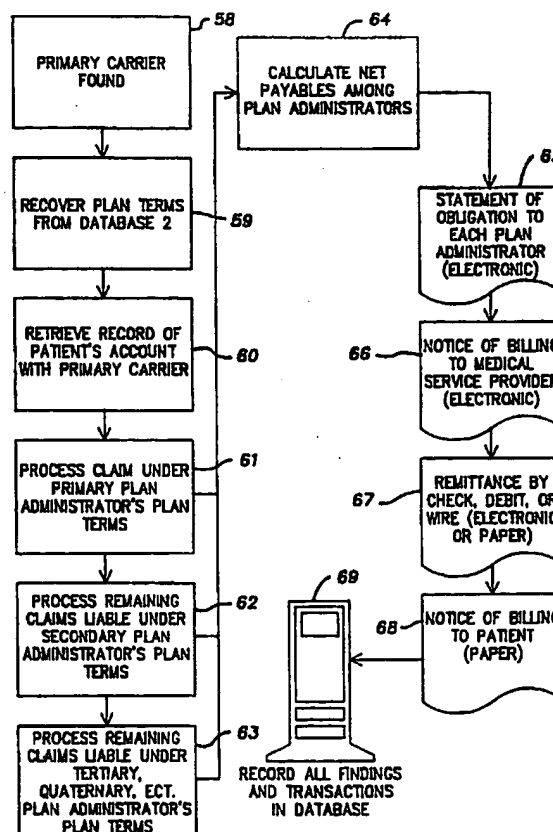 58
PRIMARY CARRIER
FOUND
RECOVER PLAN TERMS
FROM DATABASE 2
59
RETRIEVE RECORD OF
PATIENT'S ACCOUNT
WITH PRIMARY CARRIER
60
61
PROCESS CLAIM UNDER
PRIMARY PLAN
ADMINISTRATOR'S PLAN
TERMS
62
PROCESS REMAINING
CLAIMS LIABLE UNDER
SECONDARY PLAN
ADMINISTRATOR'S PLAN
TERMS
63
PROCESS REMAINING
CLAIMS LIABLE UNDER
TERTIARY,
QUATERNARY, ECT.
PLAN ADMINISTRATOR'S
PLAN TERMS
64
CALCULATE NET
PAYABLES AMONG
PLAN ADMINISTRATORS
STATEMENT OF
OBLIGATION TO
EACH PLAN
ADMINISTRATOR
(ELECTRONIC)
66
NOTICE OF BILLING
TO MEDICAL
SERVICE PROVIDER
(ELECTRONIC)
67
REMITTANCE BY
CHECK, DEBIT, OR
WIRE (ELECTRONIC
OR PAPER)
68
NOTICE OF BILLING
TO PATIENT
(PAPER)
69
RECORD ALL FINDINGS
AND TRANSACTIONS
IN DATABASE